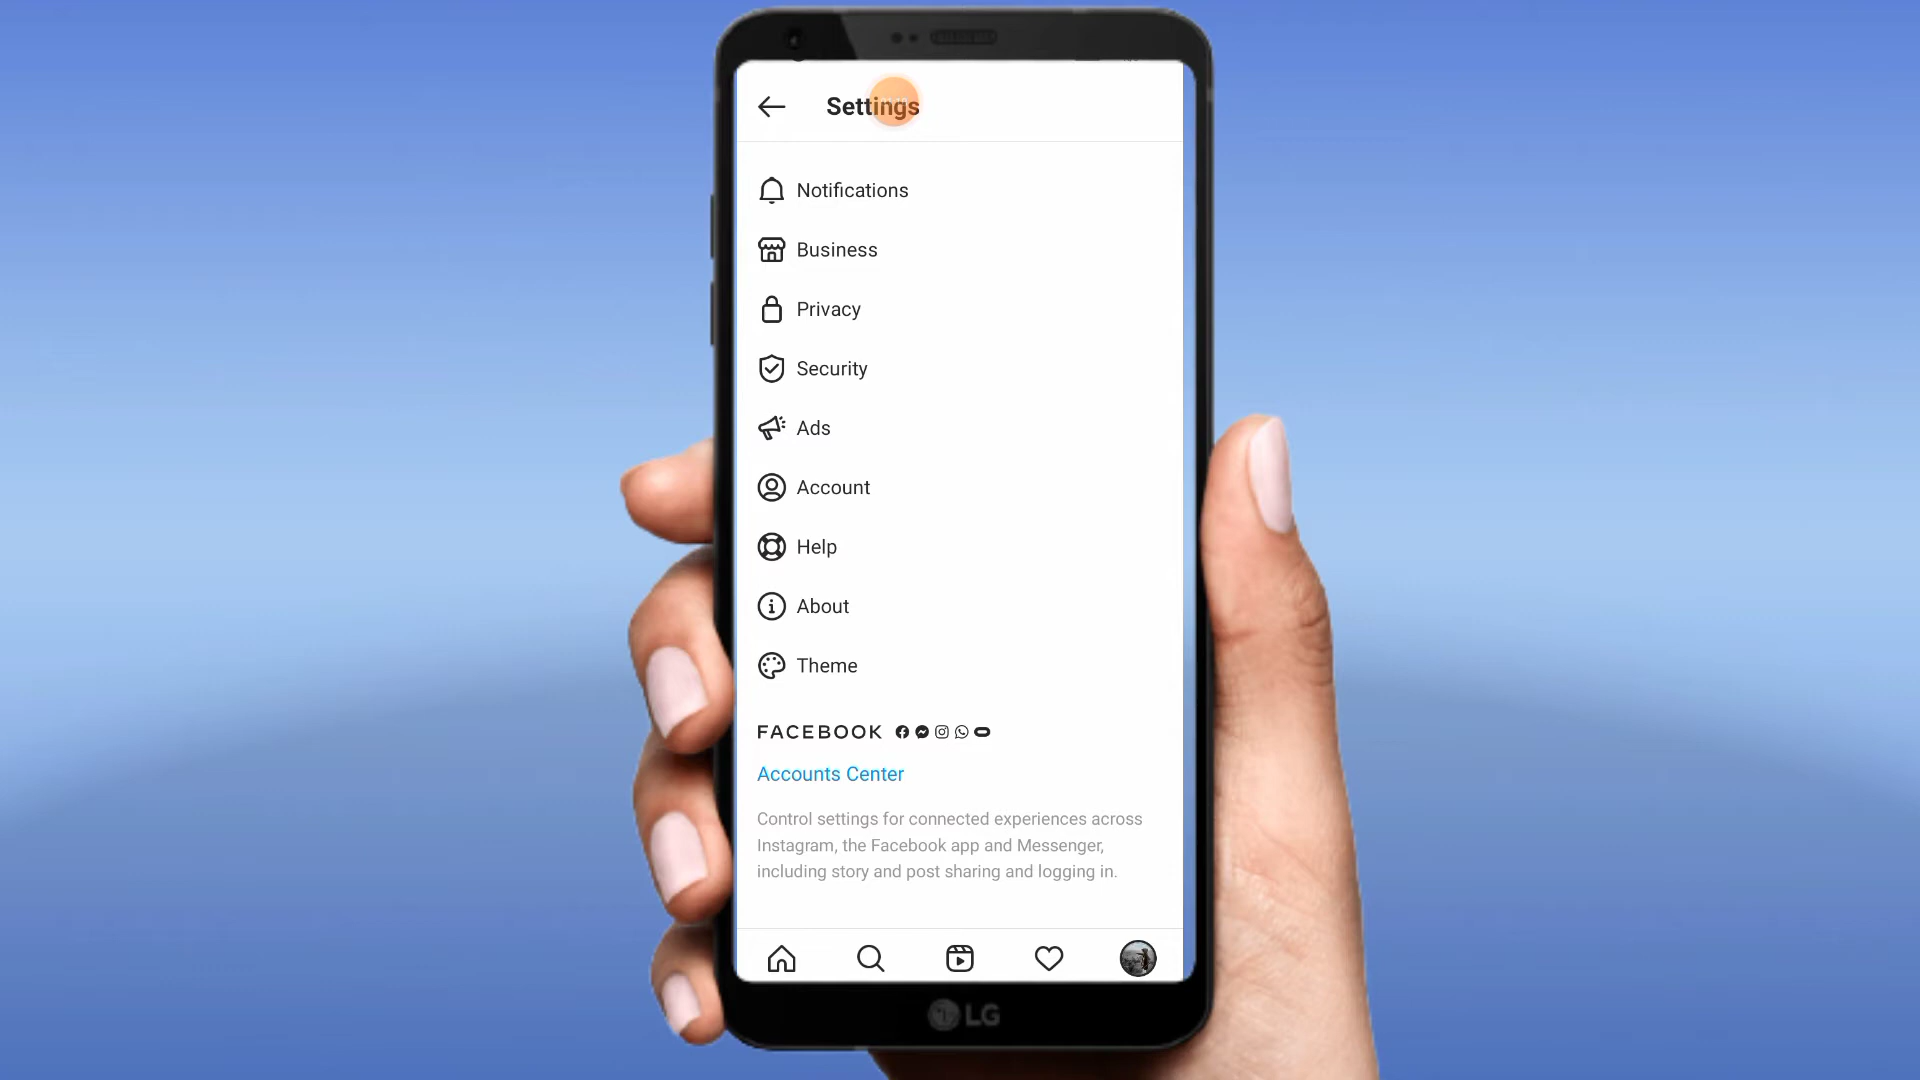 Settings
Notifications
Business
Privacy
Security
Ads
Account
Help
About
Theme
FACEBOOK
Accounts Center
Control settings for connected experiences across
Instagram, the Facebook app and Messenger,
including story and post sharing and logging in.
LG